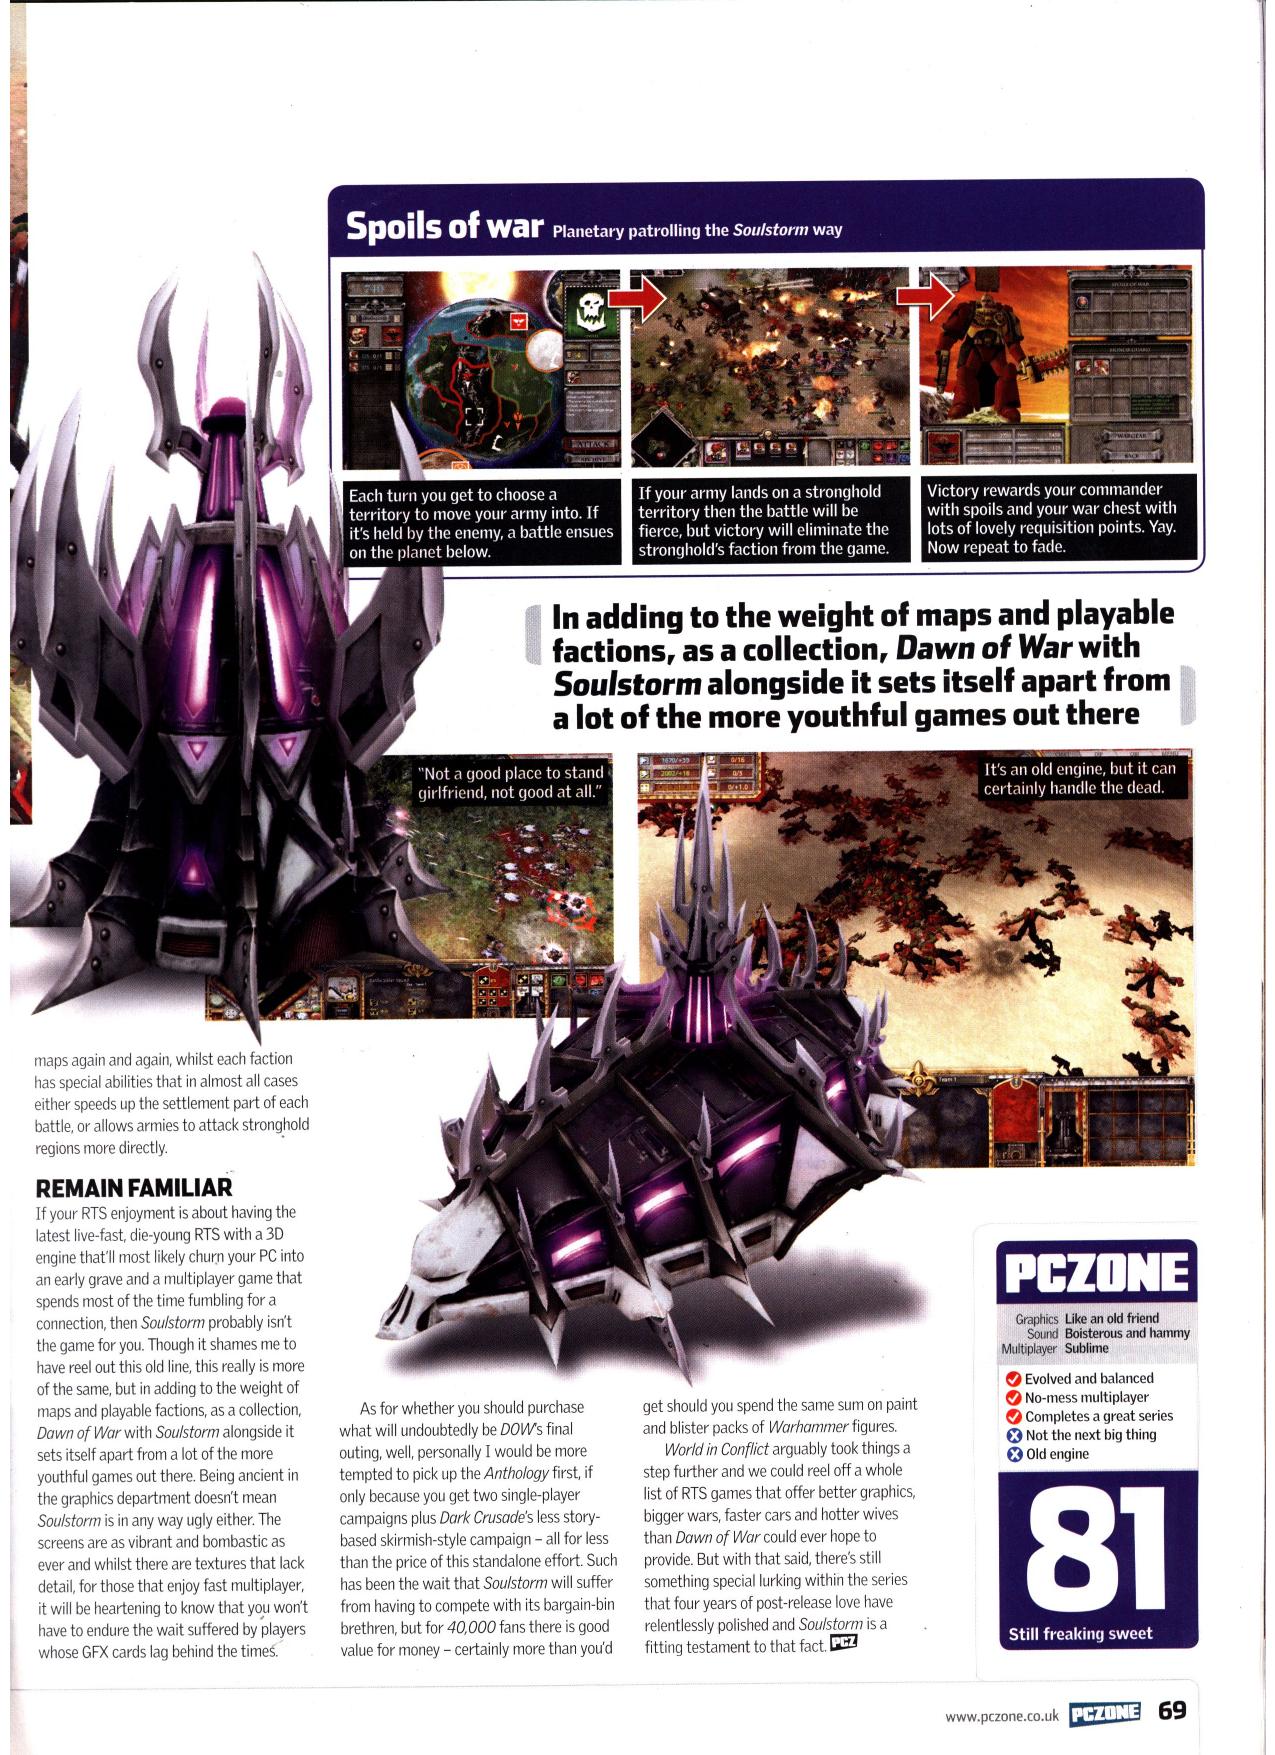 Spoils of war Planetary patrolling the Soulstorm way
740
ATTACK
SPOILS OF WAR
HONOR GUARD
WARGEAR
BACK
Each turn you get to choose a
territory to move your army into. If
it's held by the enemy, a battle ensues
on the planet below.
If your army lands on a stronghold
territory then the battle will be
fierce, but victory will eliminate the
stronghold's faction from the game.
Victory rewards your commander
with spoils and your war chest with
lots of lovely requisition points. Yay.
Now repeat to fade.
In adding to the weight of maps and playable
factions, as a collection, Dawn of War with
Soulstorm alongside it sets itself apart from
a lot of the more youthful games out there
"Not a good place to stand
girlfriend, not good at all."
It's an old engine, but it can
certainly handle the dead.
Team 1
maps again and again, whilst each faction
has special abilities that in almost all cases
either speeds up the settlement part of each
battle, or allows armies to attack stronghold
regions more directly.
REMAIN FAMILIAR
If your RTS enjoyment is about having the
latest live-fast, die-young RTS with a 3D
engine that'll most likely churn your PC into
an early grave and a multiplayer game that
spends most of the time fumbling for a
connection, then Soulstorm probably isn't
the game for you. Though it shames me to
have reel out this old line, this really is more
of the same, but in adding to the weight of
maps and playable factions, as a collection,
Dawn of War with Soulstorm alongside it
sets itself apart from a lot of the more
youthful games out there. Being ancient in
the graphics department doesn't mean
Soulstorm is in any way ugly either. The
screens are as vibrant and bombastic as
ever and whilst there are textures that lack
detail, for those that enjoy fast multiplayer,
it will be heartening to know that you won't
have to endure the wait suffered by players
whose GFX cards lag behind the times.
As for whether you should purchase
what will undoubtedly be DOW's final
outing, well, personally I would be more
tempted to pick up the Anthology first, if
only because you get two single-player
campaigns plus Dark Crusade's less story-
based skirmish-style campaign – all for less
than the price of this standalone effort. Such
has been the wait that Soulstorm will suffer
from having to compete with its bargain-bin
brethren, but for 40,000 fans there is good
value for money – certainly more than you'd
get should you spend the same sum on paint
and blister packs of Warhammer figures.
World in Conflict arguably took things a
step further and we could reel off a whole
list of RTS games that offer better graphics,
bigger wars, faster cars and hotter wives
than Dawn of War could ever hope to
provide. But with that said, there's still
something special lurking within the series
that four years of post-release love have
relentlessly polished and Soulstorm is a
fitting testament to that fact. PCZ
PCZONE
Graphics Like an old friend
Sound Boisterous and hammy
Multiplayer Sublime
Evolved and balanced
No-mess multiplayer
Completes a great series
Not the next big thing
Old engine
81
Still freaking sweet
www.pczone.co.uk PCZONE 69